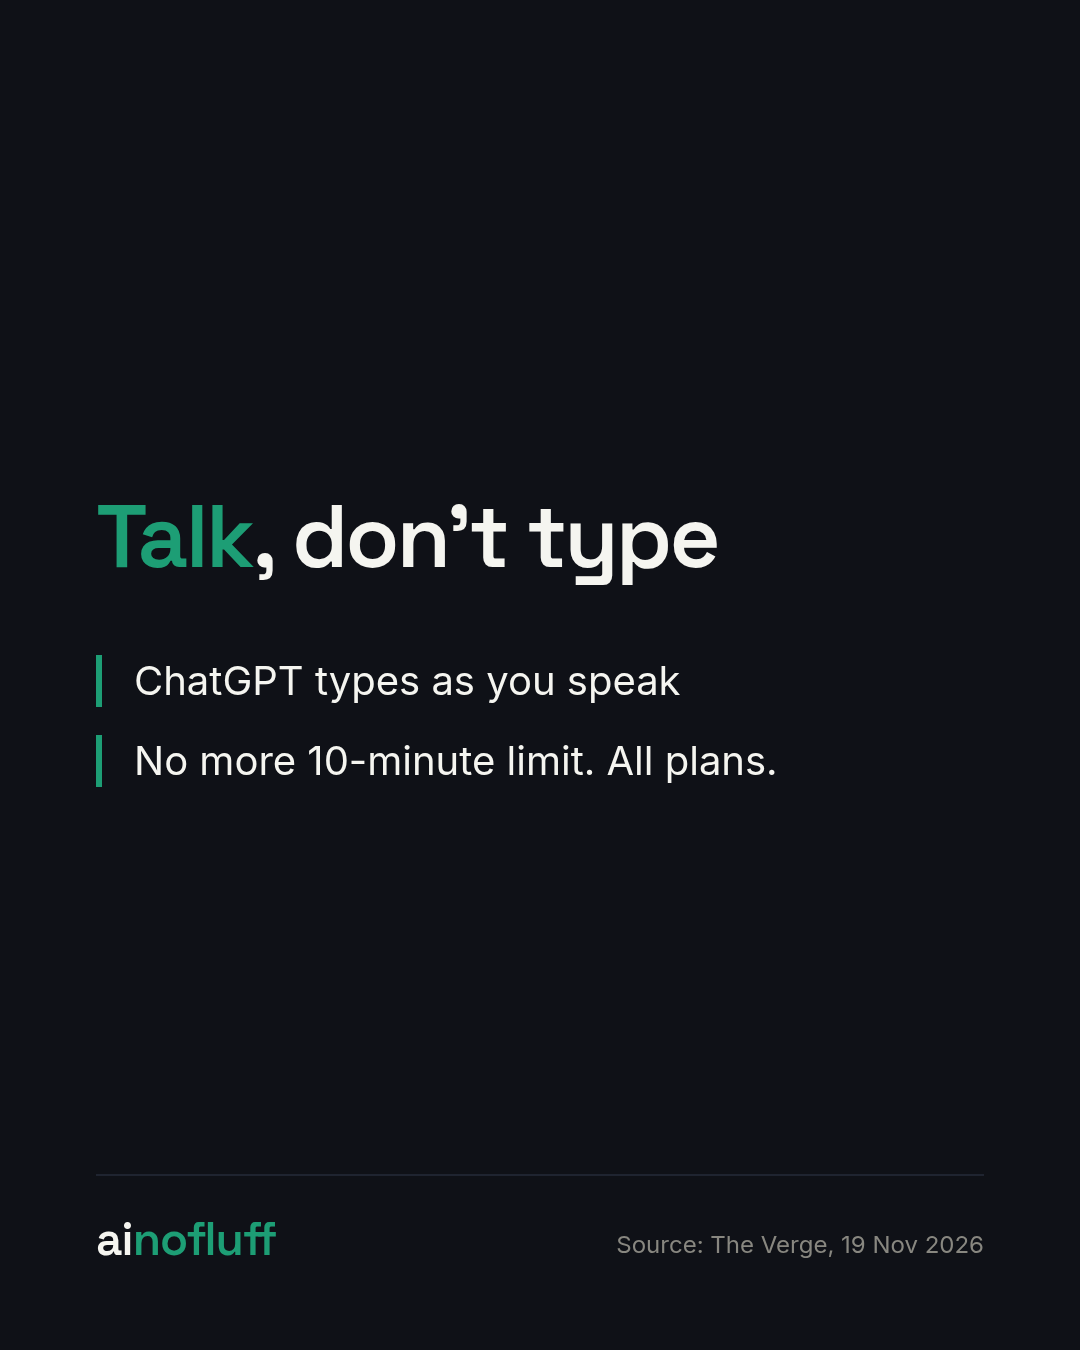 Talk, don’t type
ChatGPT types as you speak
No more 10-minute limit. All plans.
ainofluff
Source: The Verge, 19 Nov 2026